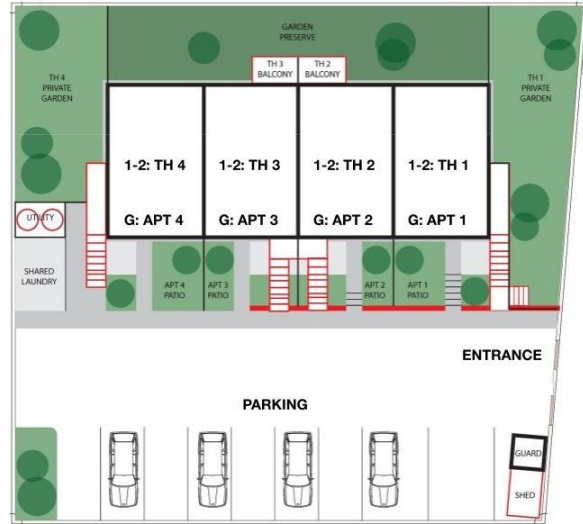 GARDEN
PRESERVE
TH 4
PRIVATE
GARDEN
TH 3
BALCONY
TH 2
BALCONY
TH 1
PRIVATE
GARDEN
1-2: TH 4
1-2: TH 3
1-2: TH 2
1-2: TH 1
G: APT 4
G: APT 3
G: APT 2
G: APT 1
UTILITY
SHARED
LAUNDRY
APT 4
PATIO
APT 3
PATIO
APT 2
PATIO
APT 1
PATIO
ENTRANCE
PARKING
GUARD
SHED